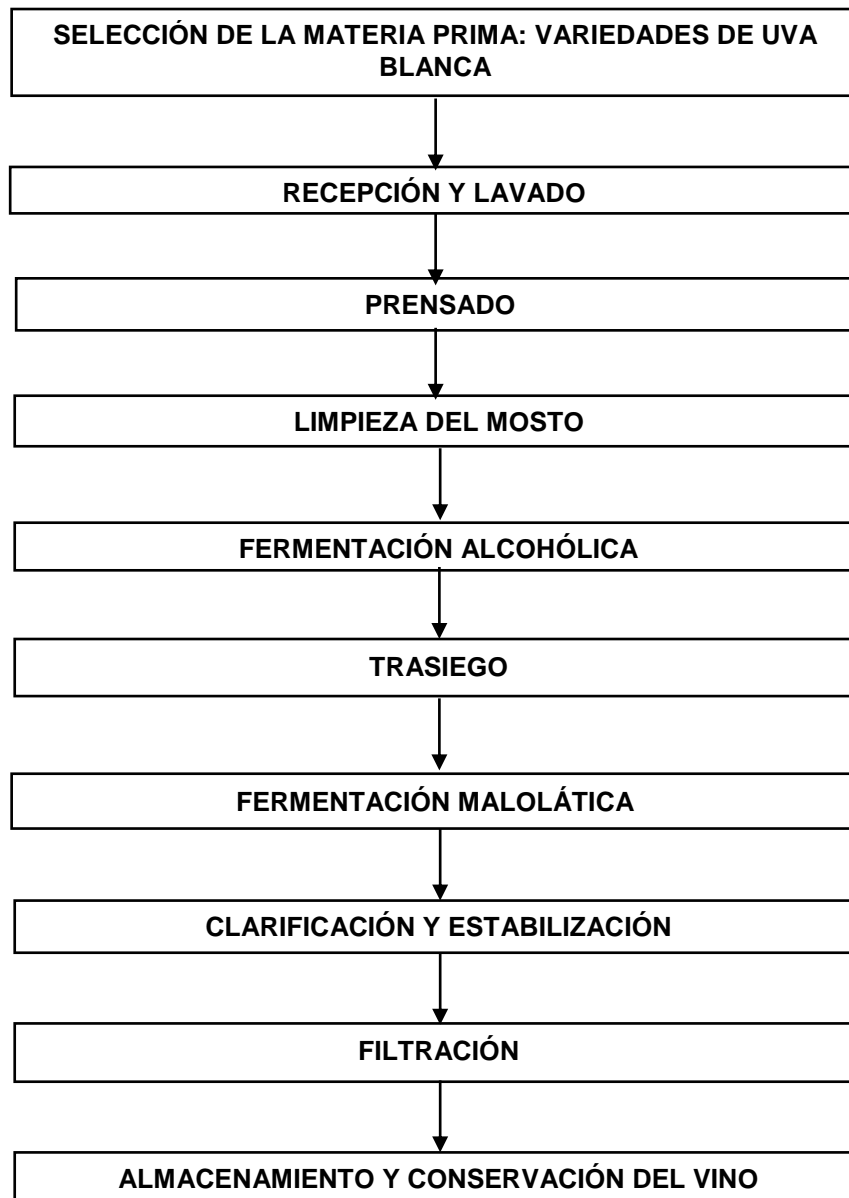 SELECCIÓN DE LA MATERIA PRIMA: VARIEDADES DE UVA
BLANCA
RECEPCIÓN Y LAVADO
PRENSADO
LIMPIEZA DEL MOSTO
FERMENTACIÓN ALCOHÓLICA
TRASIEGO
FERMENTACIÓN MALOLÁTICA
CLARIFICACIÓN Y ESTABILIZACIÓN
FILTRACIÓN
ALMACENAMIENTO Y CONSERVACIÓN DEL VINO